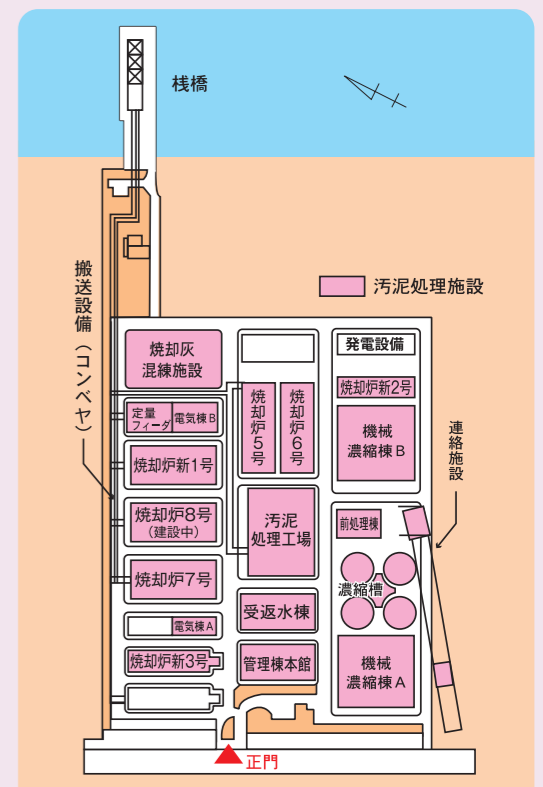 桟橋
汚泥処理施設
搬送設備（コンベヤ）
焼却灰
混練施設
定量
フィーダ
電気棟B
焼却炉新1号
焼却炉8号
（建設中）
焼却炉7号
電気棟A
焼却炉新3号
焼却炉5号
焼却炉6号
汚泥
処理工場
受返水棟
管理棟本館
発電設備
焼却炉新2号
機械
濃縮棟B
前処理棟
濃縮槽
機械
濃縮棟A
連絡施設
正門